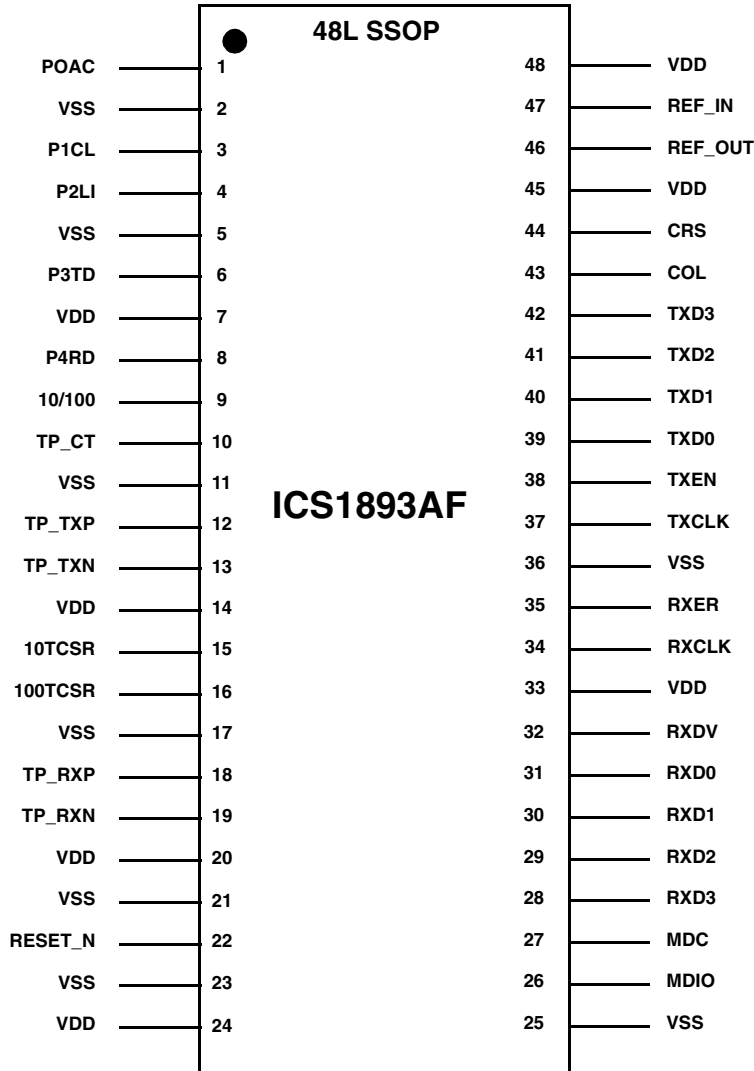 48L SSOP
POAC 1 48 VDD
VSS 2 47 REF_IN
P1CL 3 46 REF_OUT
P2LI 4 45 VDD
VSS 5 44 CRS
P3TD 6 43 COL
VDD 7 42 TXD3
P4RD 8 41 TXD2
10/100 9 40 TXD1
TP_CT 10 39 TXD0
VSS 11 38 TXEN
ICS1893AF
TP_TXP 12 37 TXCLK
TP_TXN 13 36 VSS
VDD 14 35 RXER
10TCSR 15 34 RXCLK
100TCSR 16 33 VDD
VSS 17 32 RXDV
TP_RXP 18 31 RXD0
TP_RXN 19 30 RXD1
VDD 20 29 RXD2
VSS 21 28 RXD3
RESET_N 22 27 MDC
VSS 23 26 MDIO
VDD 24 25 VSS